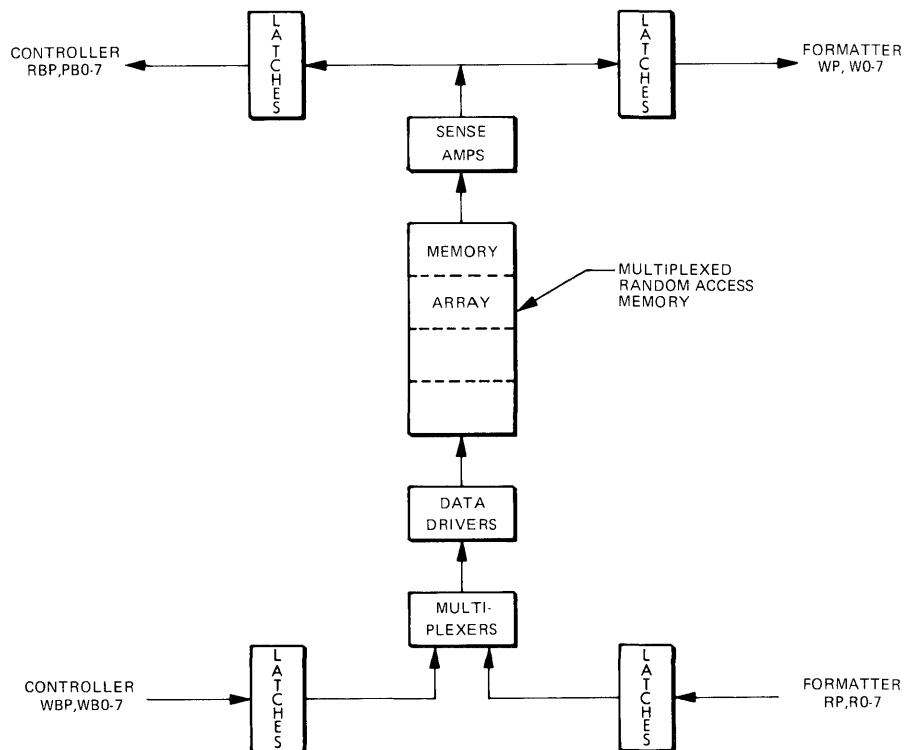 LATCHES
LATCHES
CONTROLLER
RBP,PB0-7
FORMATTER
WP, W0-7
SENSE
AMPS
MEMORY
ARRAY
MULTIPLEXED
RANDOM ACCESS
MEMORY
DATA
DRIVERS
MULTI-
PLEXERS
LATCHES
LATCHES
CONTROLLER
WBP,WB0-7
FORMATTER
RP,R0-7